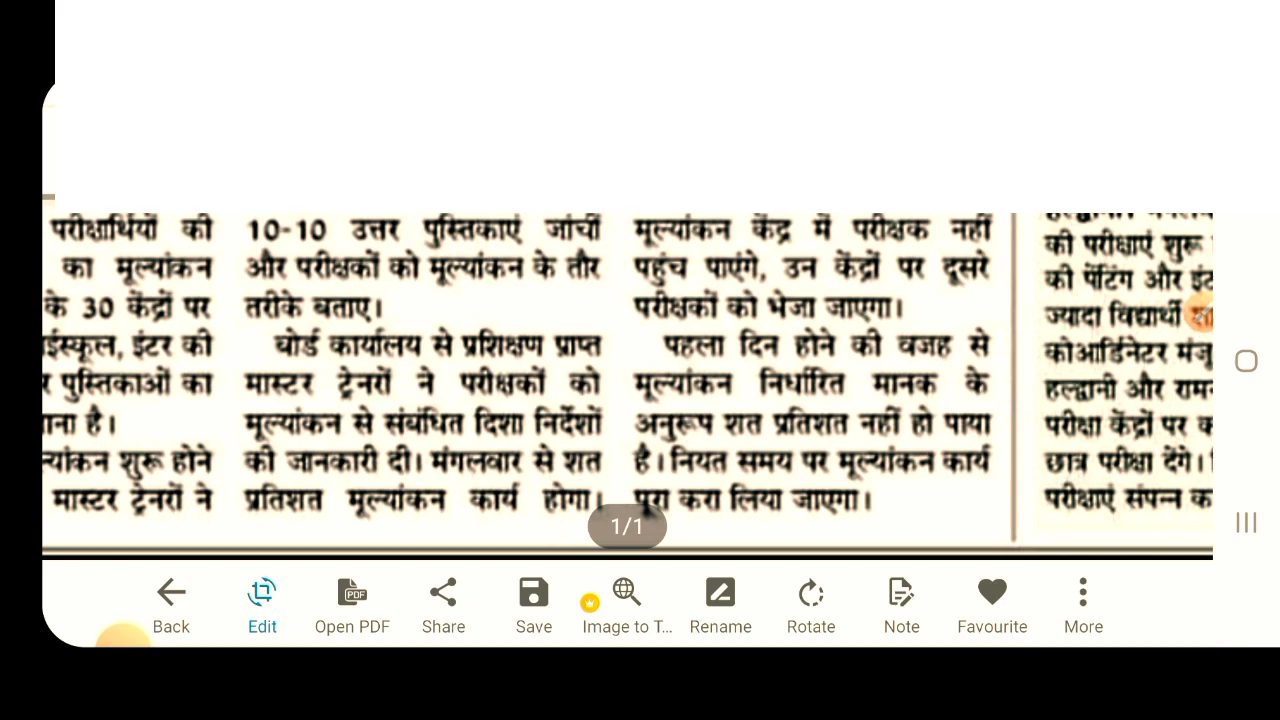 परीक्षार्थियों की
का मूल्यांकन
के 30 केंद्रों पर
ईस्कूल, इंटर की
र पुस्तिकाओं का
ाना है।
्यांकन शुरू होने
मास्टर ट्रेनरों ने
10-10 उत्तर पुस्तिकाएं जांचीं
और परीक्षकों को मूल्यांकन के तौर
तरीके बताए।
बोर्ड कार्यालय से प्रशिक्षण प्राप्त
मास्टर ट्रेनरों ने परीक्षकों को
मूल्यांकन से संबंधित दिशा निर्देशों
की जानकारी दी। मंगलवार से शत
प्रतिशत मूल्यांकन कार्य होगा।
मूल्यांकन केंद्र में परीक्षक नहीं
पहुंच पाएंगे, उन केंद्रों पर दूसरे
परीक्षकों को भेजा जाएगा।
पहला दिन होने की वजह से
मूल्यांकन निर्धारित मानक के
अनुरूप शत प्रतिशत नहीं हो पाया
है। नियत समय पर मूल्यांकन कार्य
पूरा करा लिया जाएगा।
की परीक्षाएं शुरू
की पेंटिंग और इंट
ज्यादा विद्यार्थी
कोआर्डिनेटर मंजू
हल्द्वानी और राम
परीक्षा केंद्रों पर क
छात्र परीक्षा देंगे।
परीक्षाएं संपन्न क
1/1
Back Edit Open PDF Share Save Image to T... Rename Rotate Note Favourite More